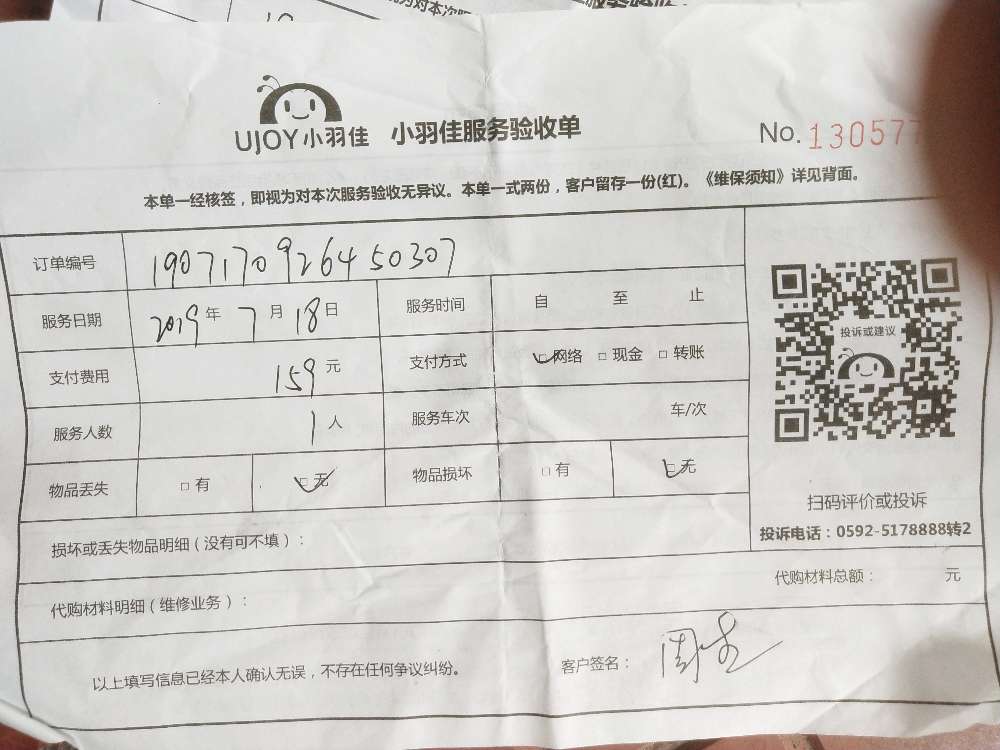 UJOY小羽佳 小羽佳服务验收单
No. 130577
本单一经核签，即视为对本次服务验收无异议。本单一式两份，客户留存一份(红)。《维保须知》详见背面。
订单编号 190717092645030​7
服务日期 2019年 7月 18日 服务时间 自 至 止
支付费用 159元 支付方式 □网络 □现金 □转账
服务人数 1人 服务车次 车/次
物品丢失 □有 □无 物品损坏 □有 □无
投诉或建议
扫码评价或投诉
投诉电话：0592-5178888转2
损坏或丢失物品明细（没有可不填）：
代购材料明细（维修业务）： 代购材料总额： 元
以上填写信息已经本人确认无误，不存在任何争议纠纷。 客户签名： 周